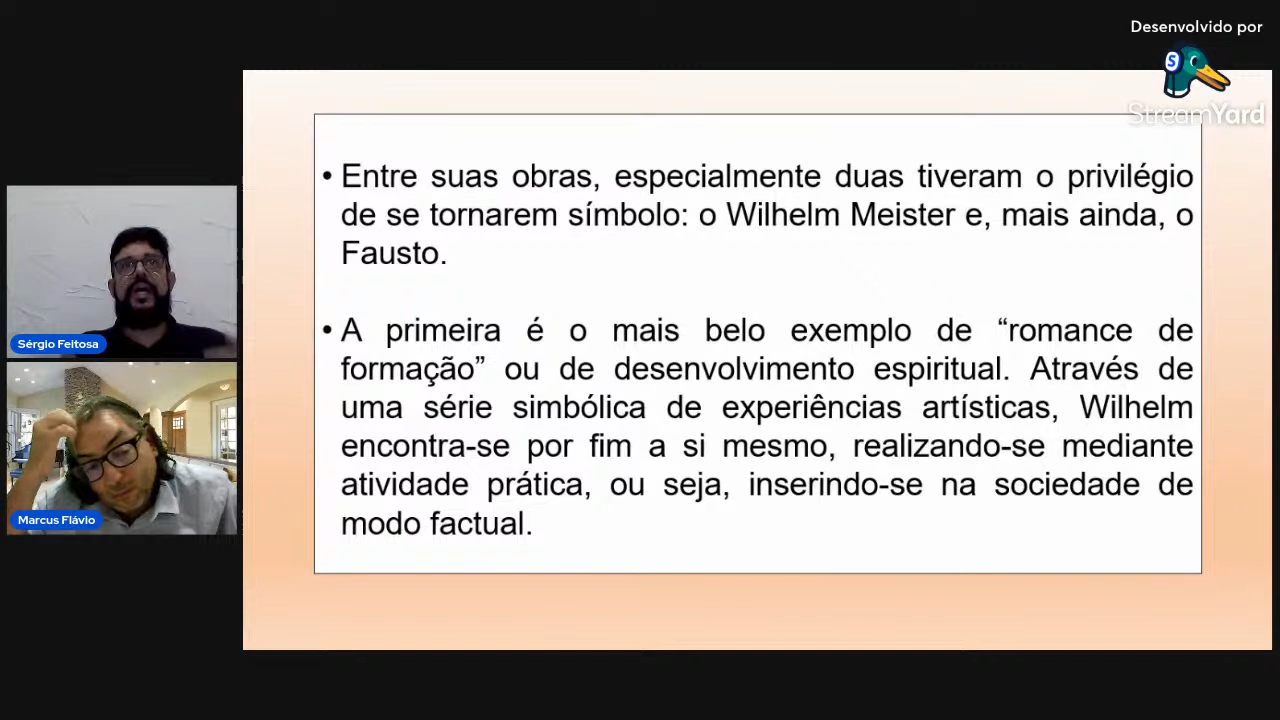 Desenvolvido por
StreamYard
• Entre suas obras, especialmente duas tiveram o privilégio
de se tornarem símbolo: o Wilhelm Meister e, mais ainda, o
Fausto.
• A primeira é o mais belo exemplo de “romance de
formação” ou de desenvolvimento espiritual. Através de
uma série simbólica de experiências artísticas, Wilhelm
encontra-se por fim a si mesmo, realizando-se mediante
atividade prática, ou seja, inserindo-se na sociedade de
modo factual.
Sérgio Feitosa
Marcus Flávio